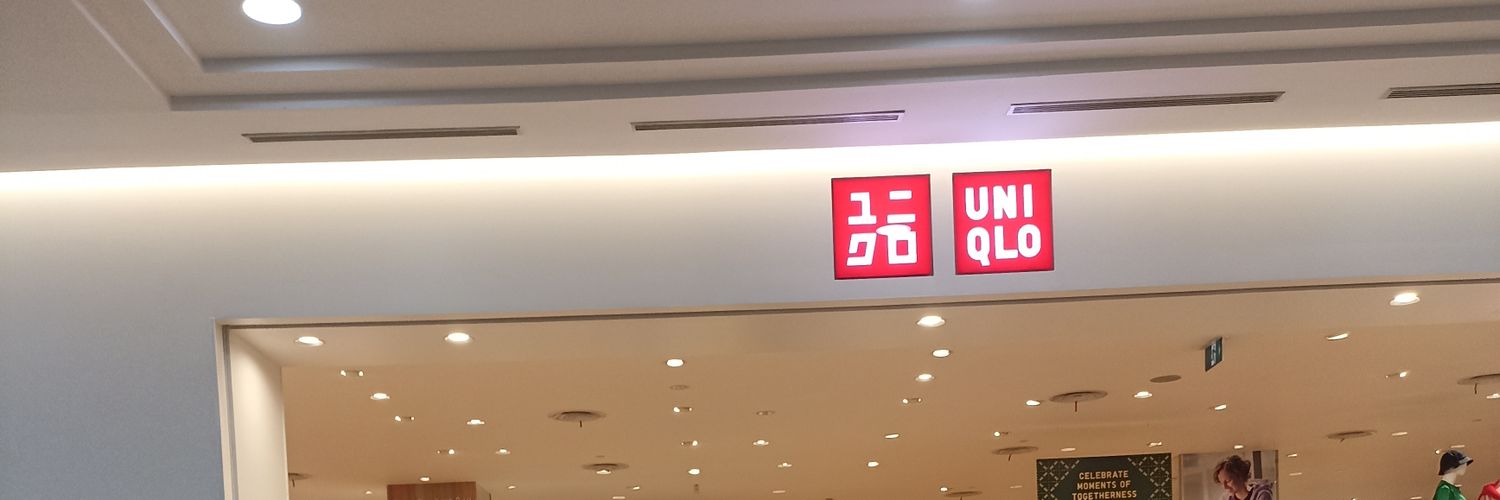 ユニ
クロ
UNI
QLO
CELEBRATE
MOMENTS OF
TOGETHERNESS